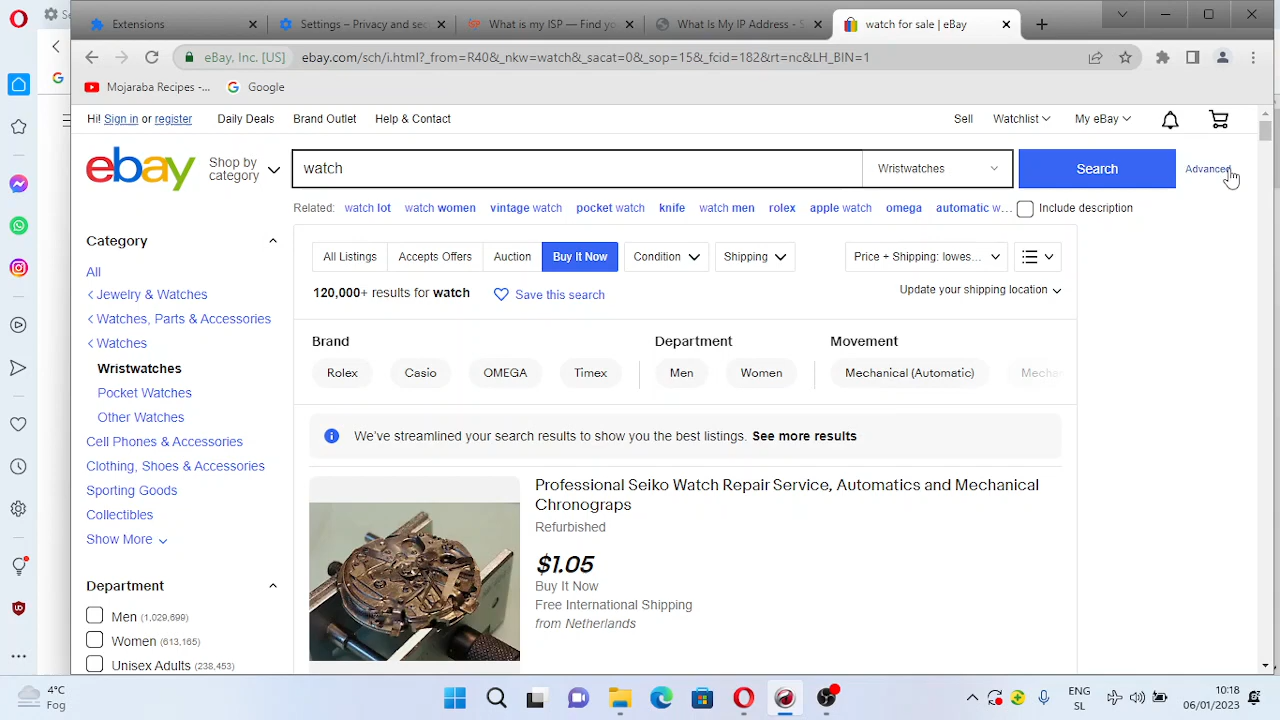 Se
Extensions
Settings – Privacy and sec
What is my ISP — Find yo
What Is My IP Address -
watch for sale | eBay
eBay, Inc. [US]
ebay.com/sch/i.html?_from=R40&_nkw=watch&_sacat=0&_sop=15&_fcid=182&rt=nc&LH_BIN=1
Mojaraba Recipes -...
Google
Hi! Sign in or register
Daily Deals
Brand Outlet
Help & Contact
Sell
Watchlist
My eBay
ebay
Shop by category
watch
Wristwatches
Search
Advanced
Related: watch lot watch women vintage watch pocket watch knife watch men rolex apple watch omega automatic w...
Include description
Category
All
Jewelry & Watches
Watches, Parts & Accessories
Watches
Wristwatches
Pocket Watches
Other Watches
Cell Phones & Accessories
Clothing, Shoes & Accessories
Sporting Goods
Collectibles
Show More
Department
Men (1,029,699)
Women (613,165)
Unisex Adults (238,453)
All Listings
Accepts Offers
Auction
Buy It Now
Condition
Shipping
Price + Shipping: lowes...
120,000+ results for watch
Save this search
Update your shipping location
Brand
Rolex
Casio
OMEGA
Timex
Department
Men
Women
Movement
Mechanical (Automatic)
Mecha
We've streamlined your search results to show you the best listings. See more results
Professional Seiko Watch Repair Service, Automatics and Mechanical
Chronograps
Refurbished
$1.05
Buy It Now
Free International Shipping
from Netherlands
4°C
Fog
ENG
SL
10:18
06/01/2023